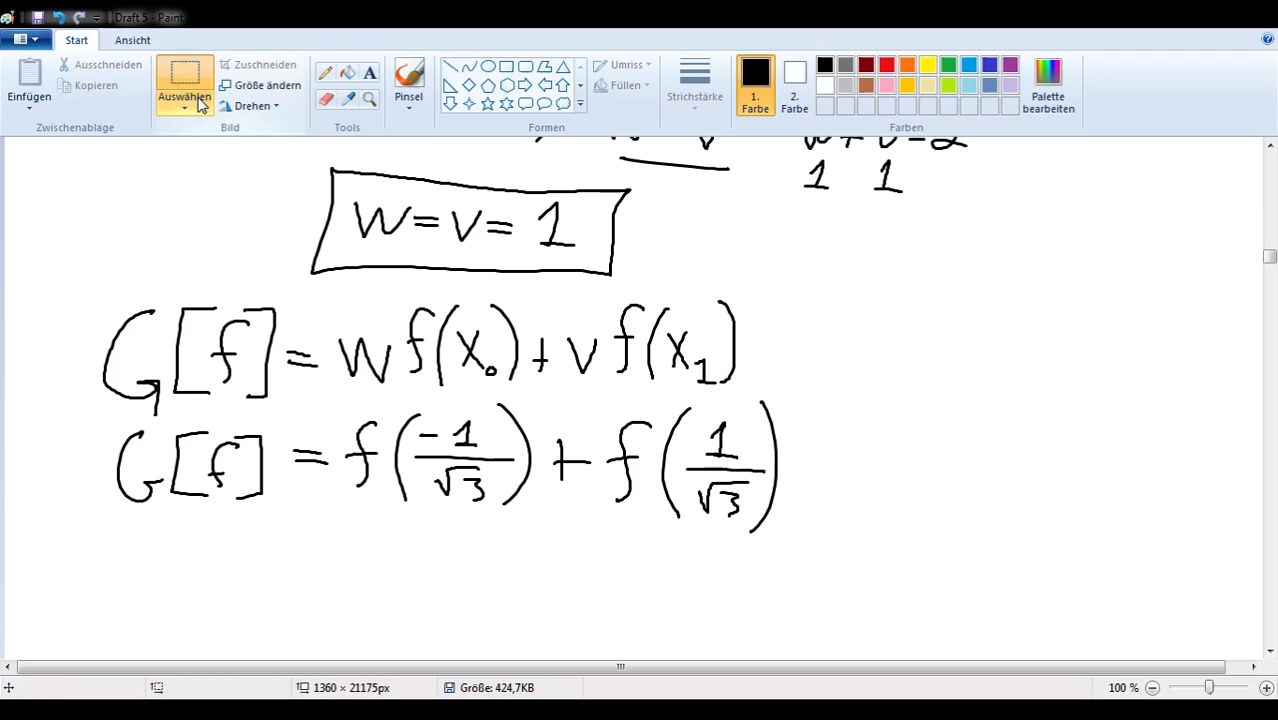 Draft 5 - Paint
Start Ansicht
Einfügen
Ausschneiden
Kopieren
Zwischenablage
Auswählen
Zuschneiden
Größe ändern
Drehen
Bild
Tools
Pinsel
Umriss
Füllen
Formen
Strichstärke
1. Farbe
2. Farbe
Palette bearbeiten
Farben
w+v=2
1 1
w=v=1
G[f] = w f(x₀) + v f(x₁)
G[f] = f(-1/√3) + f(1/√3)
1360 × 21175px
Größe: 424,7KB
100 %